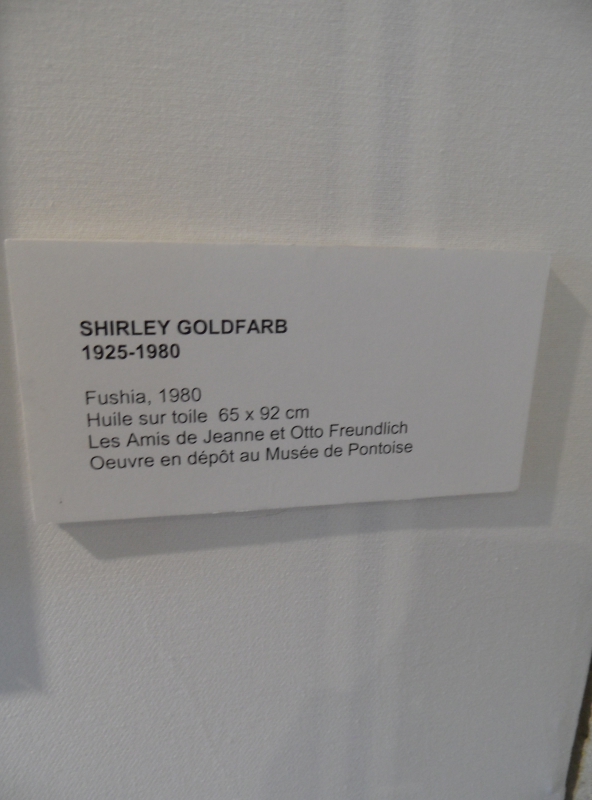 SHIRLEY GOLDFARB
1925-1980
Fushia, 1980
Huile sur toile 65 x 92 cm
Les Amis de Jeanne et Otto Freundlich
Oeuvre en dépôt au Musée de Pontoise